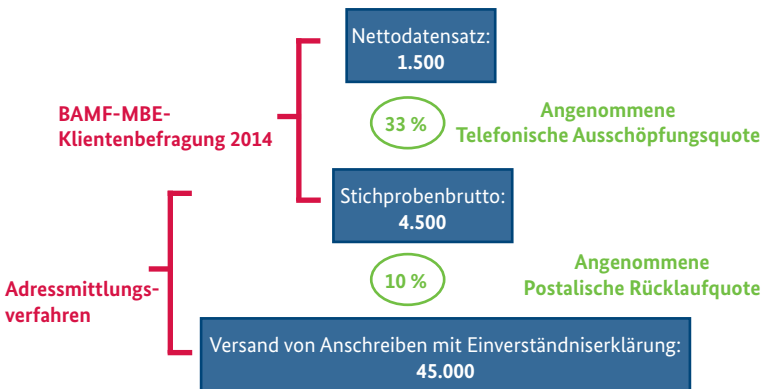 Nettodatensatz:
1.500
BAMF-MBE-
Klientenbefragung 2014
33 %
Angenommene
Telefonische Ausschöpfungsquote
Stichprobenbrutto:
4.500
Adressmittlungs-
verfahren
10 %
Angenommene
Postalische Rücklaufquote
Versand von Anschreiben mit Einverständniserklärung:
45.000